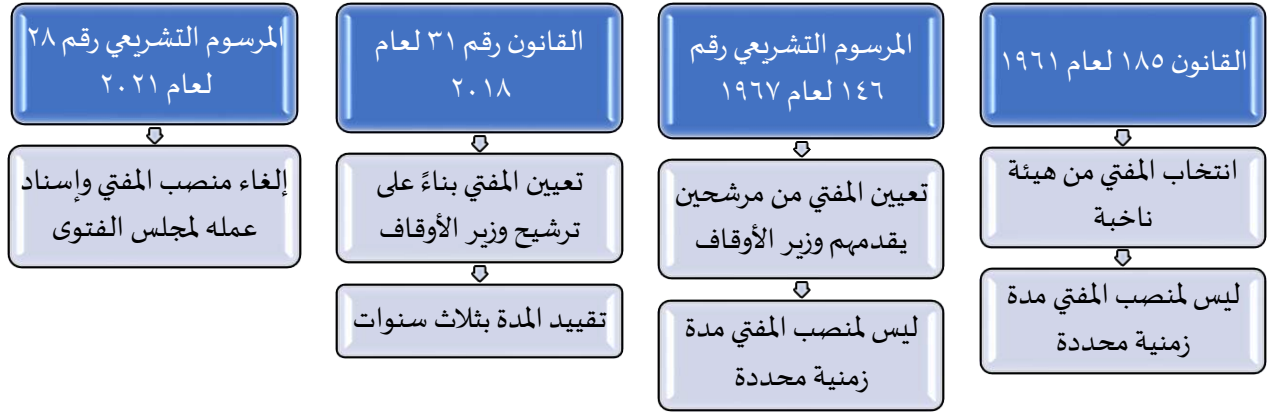 القانون ١٨٥ لعام ١٩٦١
انتخاب المفتي من هيئة
ناخبة
ليس لمنصب المفتي مدة
زمنية محددة
المرسوم التشريعي رقم
١٤٦ لعام ١٩٦٧
تعيين المفتي من مرشحين
يقدمهم وزير الأوقاف
ليس لمنصب المفتي مدة
زمنية محددة
القانون رقم ٣١ لعام
٢٠١٨
تعيين المفتي بناءً على
ترشيح وزير الأوقاف
تقييد المدة بثلاث سنوات
المرسوم التشريعي رقم ٢٨
لعام ٢٠٢١
إلغاء منصب المفتي وإسناد
عمله لمجلس الفتوى